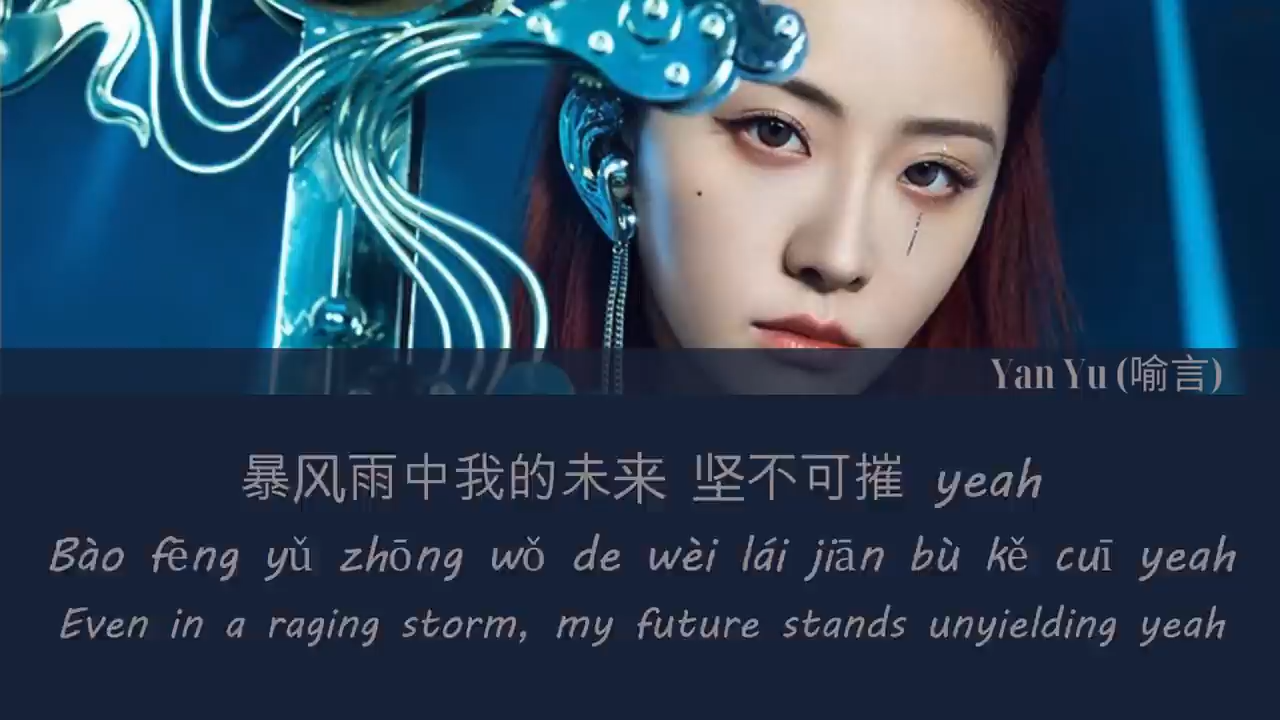 Yan Yu (喻言)
暴风雨中我的未来 坚不可摧 yeah
Bào fēng yǔ zhōng wǒ de wèi lái jiān bù kě cuī yeah
Even in a raging storm, my future stands unyielding yeah